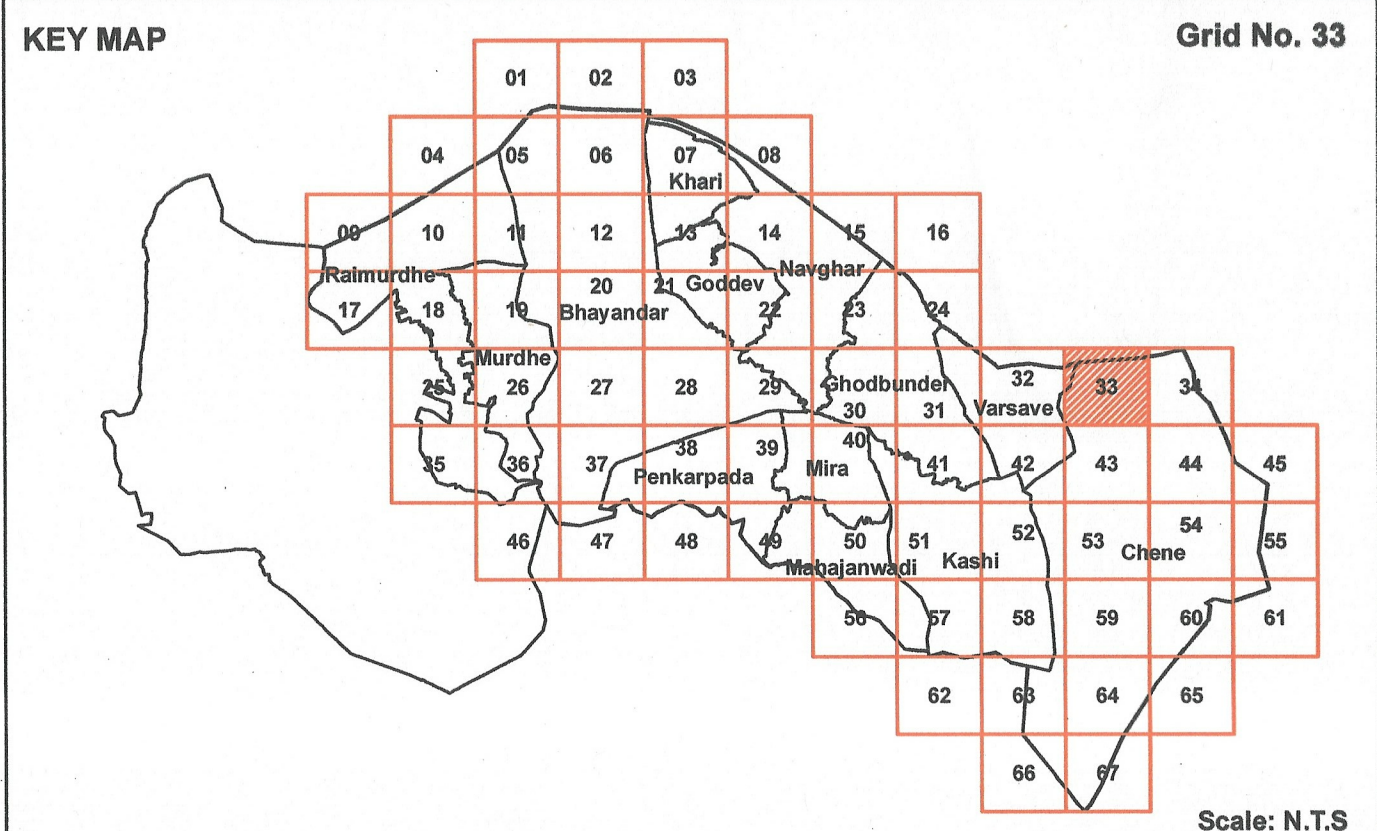 KEY MAP
Grid No. 33
01 02 03
04 05 06 07 08
Khari
09 10 11 12 13 14 15 16
Raimurdhe Navghar
Goddev
20 21
17 18 19 22 23 24
Bhayandar
Murdhe
32
25 26 27 28 29 Ghodbunder 33 34
30 31 Varsave
38 39 40
35 36 37 41 42 43 44 45
Penkarpada Mira
54
52
46 47 48 49 50 51 53 55
Chene
Kashi
Mahajanwadi
56 57 58 59 60 61
62 63 64 65
66 67
Scale: N.T.S